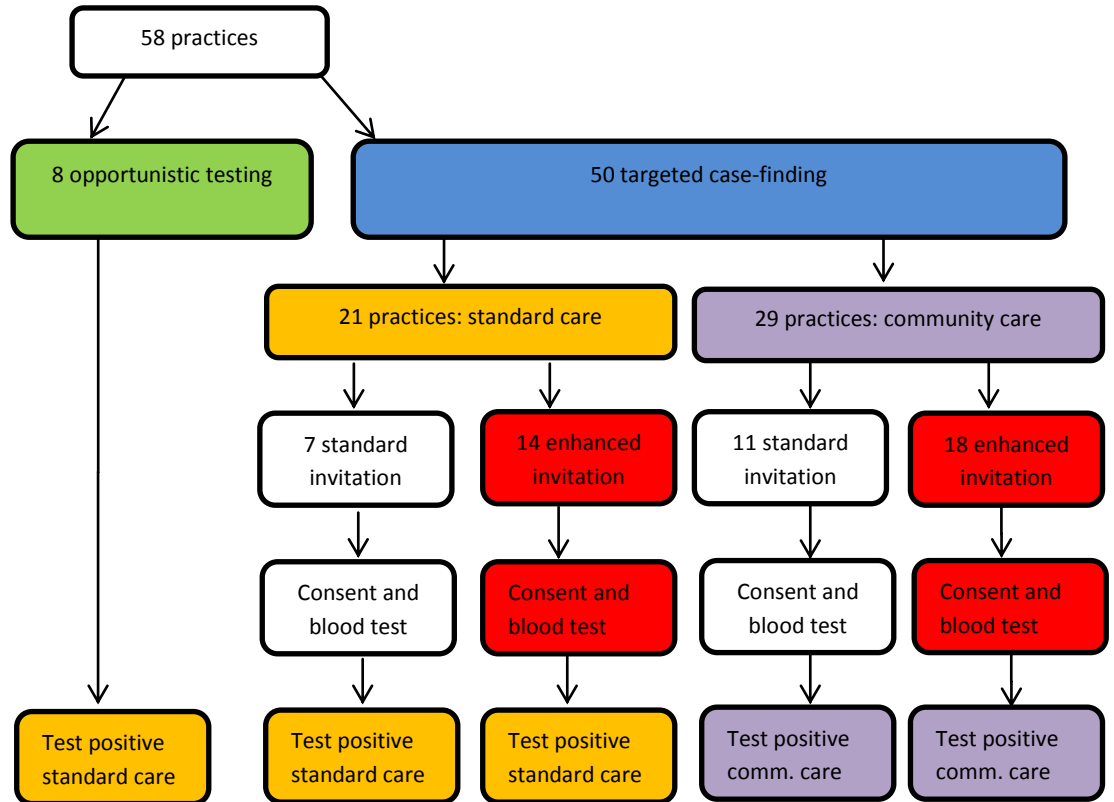 58 practices
8 opportunistic testing
50 targeted case-finding
21 practices: standard care
29 practices: community care
7 standard
invitation
14 enhanced
invitation
11 standard
invitation
18 enhanced
invitation
Consent and
blood test
Consent and
blood test
Consent and
blood test
Consent and
blood test
Test positive
standard care
Test positive
standard care
Test positive
standard care
Test positive
comm. care
Test positive
comm. care